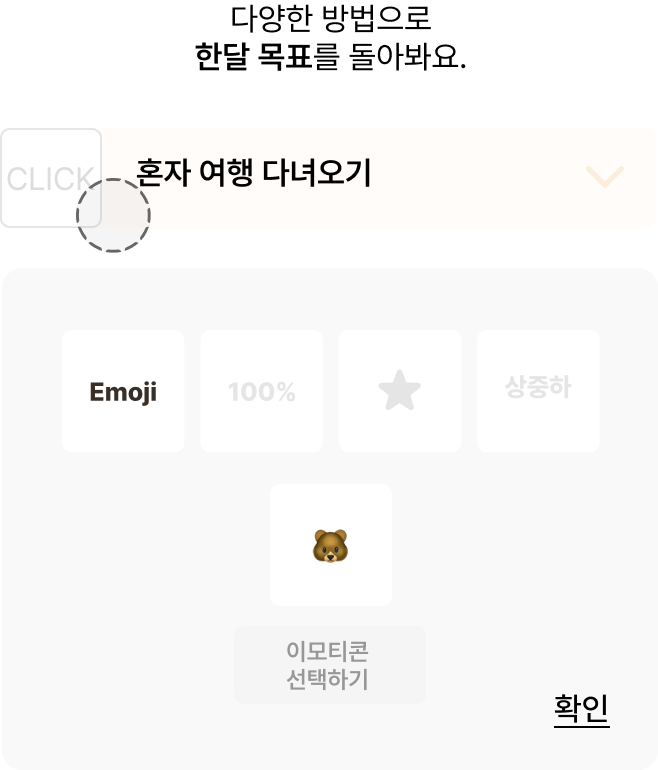 다양한 방법으로
한달 목표를 돌아봐요.
CLICK
혼자 여행 다녀오기
Emoji
100%
상중하
이모티콘
선택하기
확인